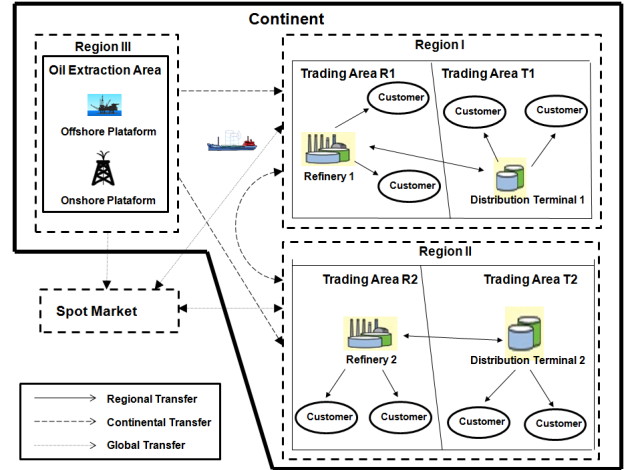 Continent
Region III
Oil Extraction Area
Offshore Plataform
Onshore Plataform
Region I
Trading Area R1
Trading Area T1
Customer
Customer
Customer
Refinery 1
Customer
Distribution Terminal 1
Region II
Trading Area R2
Trading Area T2
Refinery 2
Distribution Terminal 2
Customer
Customer
Customer
Customer
Spot Market
Regional Transfer
Continental Transfer
Global Transfer